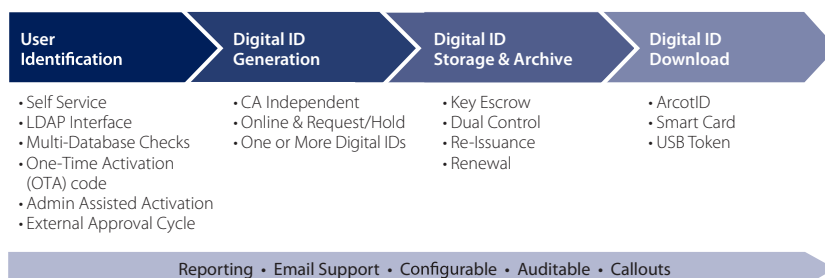 User
Identification
Digital ID
Generation
Digital ID
Storage & Archive
Digital ID
Download
• Self Service
• LDAP Interface
• Multi-Database Checks
• One-Time Activation
(OTA) code
• Admin Assisted Activation
• External Approval Cycle
• CA Independent
• Online & Request/Hold
• One or More Digital IDs
• Key Escrow
• Dual Control
• Re-Issuance
• Renewal
• ArcotID
• Smart Card
• USB Token
Reporting • Email Support • Configurable • Auditable • Callouts